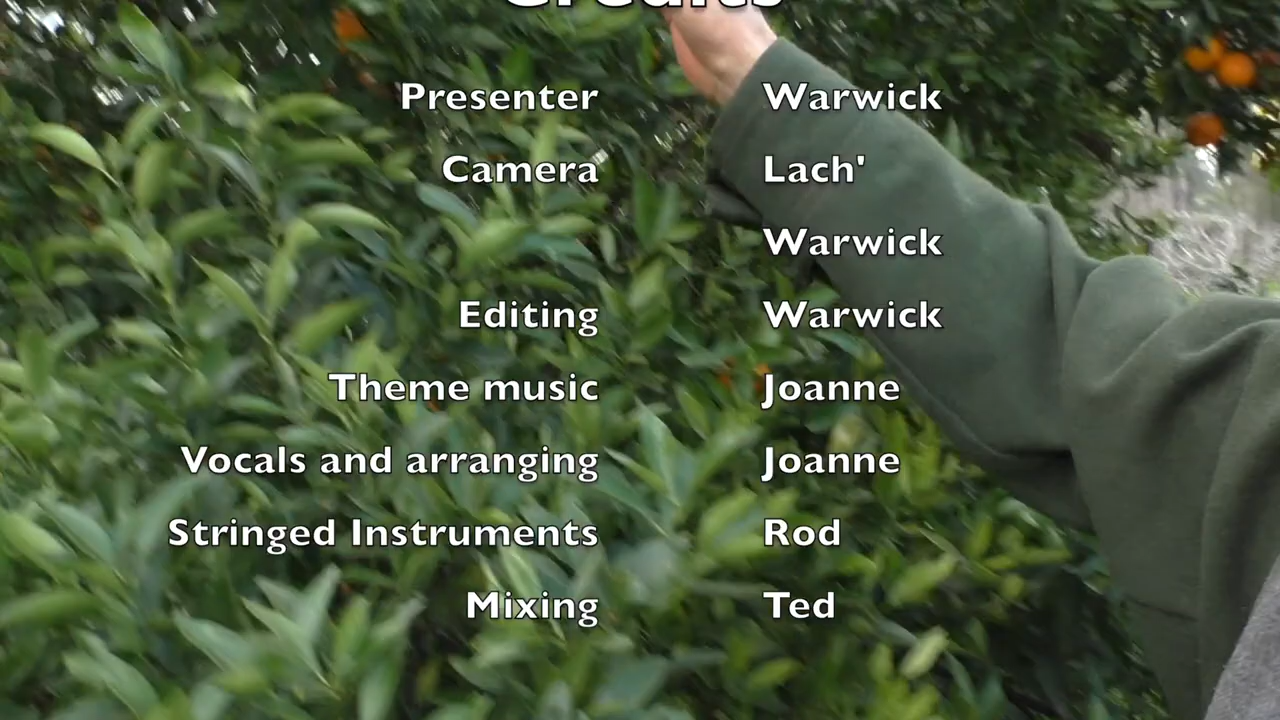 Credits
Presenter Warwick
Camera Lach'
Warwick
Editing Warwick
Theme music Joanne
Vocals and arranging Joanne
Stringed Instruments Rod
Mixing Ted